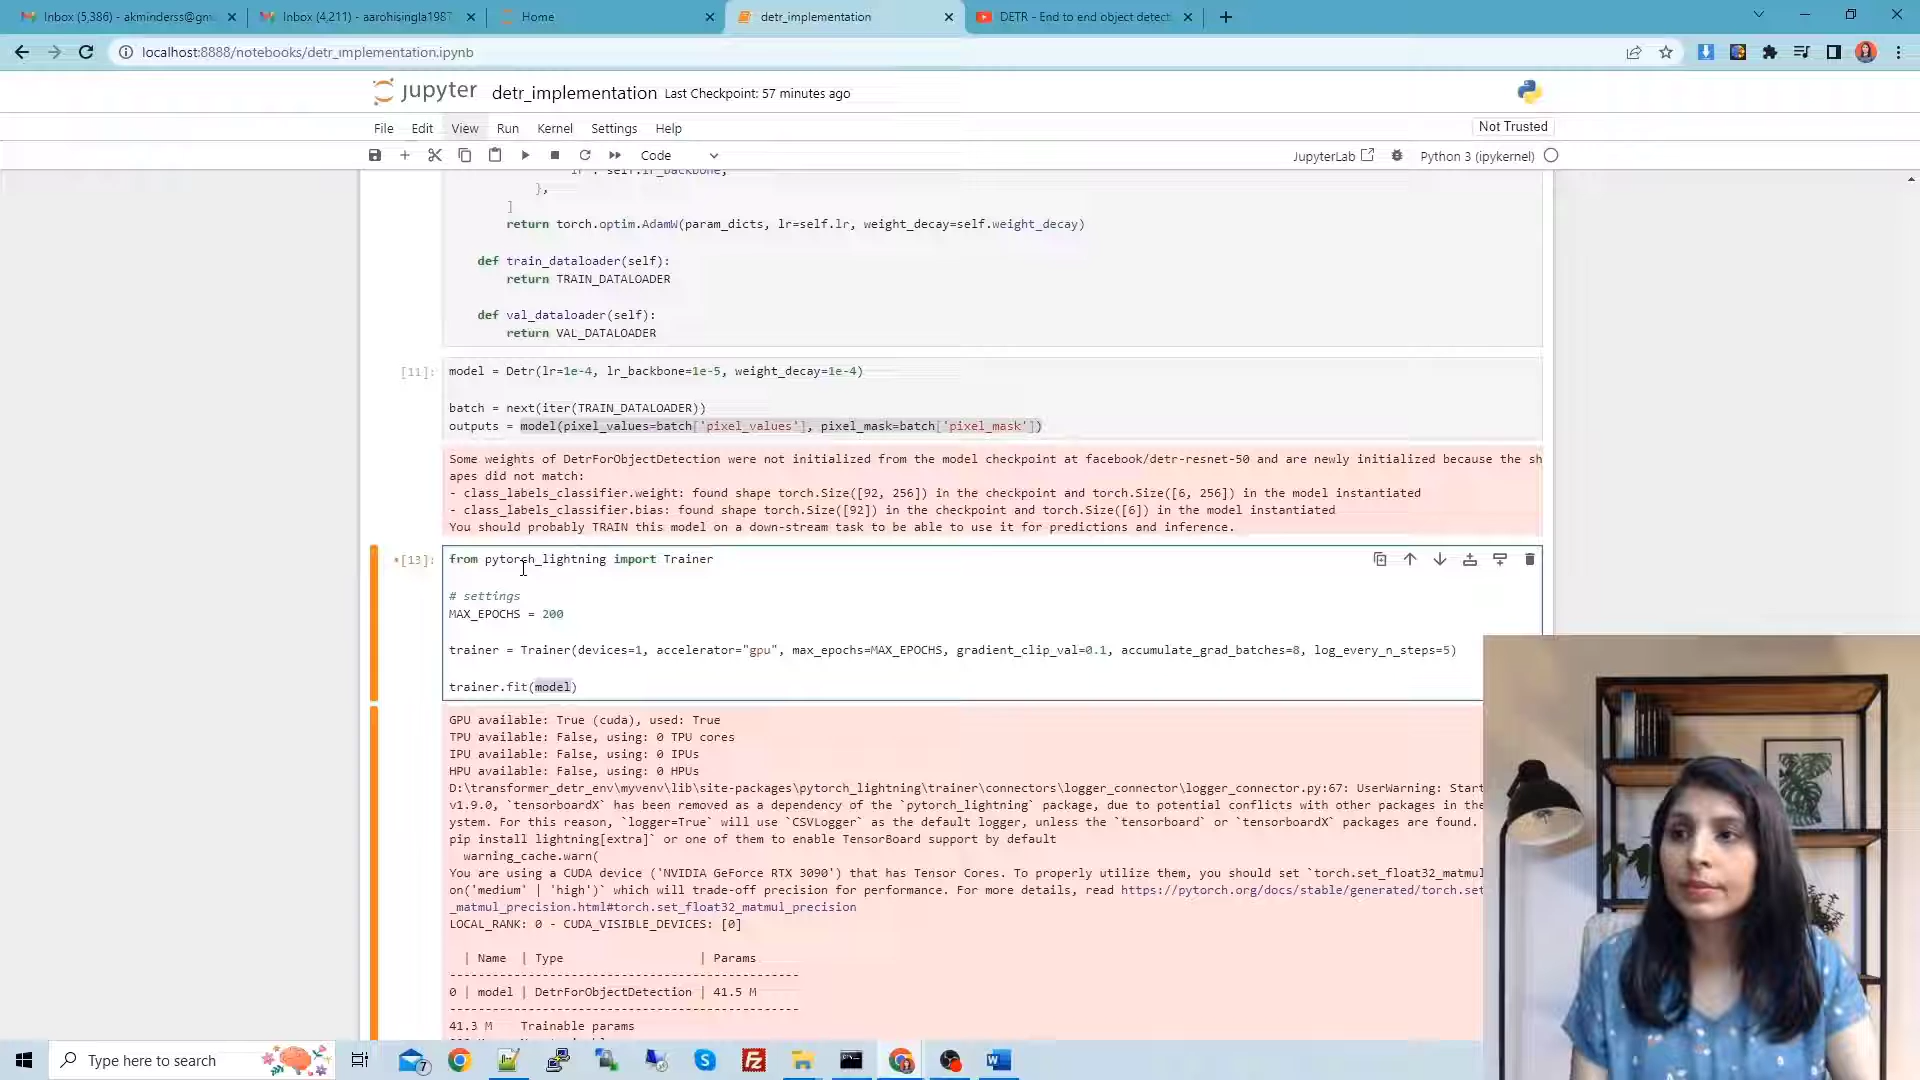 Inbox (5,386) - akminderss@gm
Inbox (4,211) - aarohisingla1987
Home
detr_implementation
DETR - End to end object detect
localhost:8888/notebooks/detr_implementation.ipynb
jupyter
detr_implementation
Last Checkpoint: 57 minutes ago
File
Edit
View
Run
Kernel
Settings
Help
Not Trusted
Code
JupyterLab
Python 3 (ipykernel)
},
]
return torch.optim.AdamW(param_dicts, lr=self.lr, weight_decay=self.weight_decay)
def train_dataloader(self):
return TRAIN_DATALOADER
def val_dataloader(self):
return VAL_DATALOADER
[11]:
model = Detr(lr=1e-4, lr_backbone=1e-5, weight_decay=1e-4)
batch = next(iter(TRAIN_DATALOADER))
outputs = model(pixel_values=batch['pixel_values'], pixel_mask=batch['pixel_mask'])
Some weights of DetrForObjectDetection were not initialized from the model checkpoint at facebook/detr-resnet-50 and are newly initialized because the sh
apes did not match:
- class_labels_classifier.weight: found shape torch.Size([92, 256]) in the checkpoint and torch.Size([6, 256]) in the model instantiated
- class_labels_classifier.bias: found shape torch.Size([92]) in the checkpoint and torch.Size([6]) in the model instantiated
You should probably TRAIN this model on a down-stream task to be able to use it for predictions and inference.
*[13]:
from pytorch_lightning import Trainer
# settings
MAX_EPOCHS = 200
trainer = Trainer(devices=1, accelerator="gpu", max_epochs=MAX_EPOCHS, gradient_clip_val=0.1, accumulate_grad_batches=8, log_every_n_steps=5)
trainer.fit(model)
GPU available: True (cuda), used: True
TPU available: False, using: 0 TPU cores
IPU available: False, using: 0 IPUs
HPU available: False, using: 0 HPUs
D:\transformer_detr_env\myvenv\lib\site-packages\pytorch_lightning\trainer\connectors\logger_connector\logger_connector.py:67: UserWarning: Start
v1.9.0, `tensorboardX` has been removed as a dependency of the `pytorch_lightning` package, due to potential conflicts with other packages in the
ystem. For this reason, `logger=True` will use `CSVLogger` as the default logger, unless the `tensorboard` or `tensorboardX` packages are found.
pip install lightning[extra]` or one of them to enable TensorBoard support by default
warning_cache.warn(
You are using a CUDA device ('NVIDIA GeForce RTX 3090') that has Tensor Cores. To properly utilize them, you should set `torch.set_float32_matmul
on('medium' | 'high')` which will trade-off precision for performance. For more details, read https://pytorch.org/docs/stable/generated/torch.set
_matmul_precision.html#torch.set_float32_matmul_precision
LOCAL_RANK: 0 - CUDA_VISIBLE_DEVICES: [0]
| Name | Type | Params
------------------------------------------------
0 | model | DetrForObjectDetection | 41.5 M
------------------------------------------------
41.3 M Trainable params
Type here to search